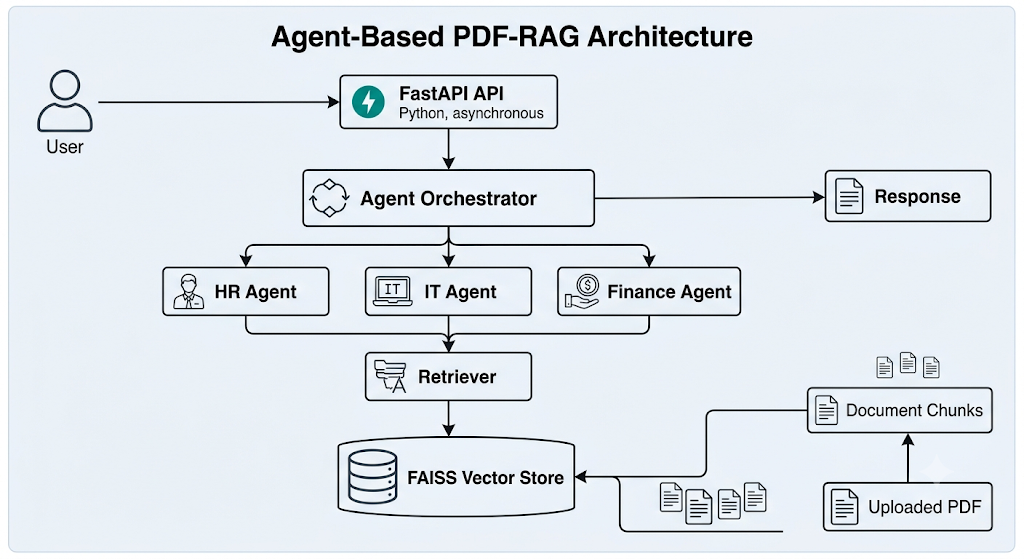 Agent-Based PDF-RAG Architecture
User
FastAPI API
Python, asynchronous
Agent Orchestrator
Response
HR Agent
IT
IT Agent
$
Finance Agent
A
Retriever
Document Chunks
FAISS Vector Store
Uploaded PDF